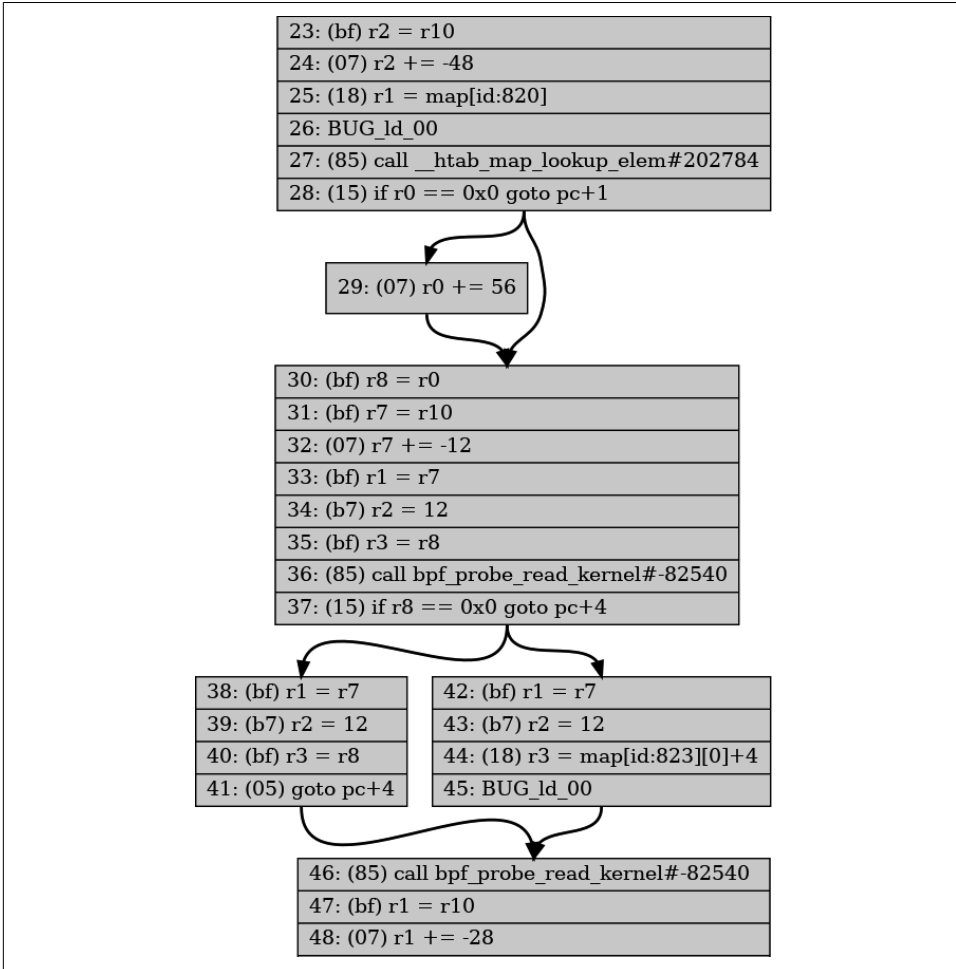 23: (bf) r2 = r10
24: (07) r2 += -48
25: (18) r1 = map[id:820]
26: BUG_ld_00
27: (85) call __htab_map_lookup_elem#202784
28: (15) if r0 == 0x0 goto pc+1
29: (07) r0 += 56
30: (bf) r8 = r0
31: (bf) r7 = r10
32: (07) r7 += -12
33: (bf) r1 = r7
34: (b7) r2 = 12
35: (bf) r3 = r8
36: (85) call bpf_probe_read_kernel#-82540
37: (15) if r8 == 0x0 goto pc+4
38: (bf) r1 = r7
39: (b7) r2 = 12
40: (bf) r3 = r8
41: (05) goto pc+4
42: (bf) r1 = r7
43: (b7) r2 = 12
44: (18) r3 = map[id:823][0]+4
45: BUG_ld_00
46: (85) call bpf_probe_read_kernel#-82540
47: (bf) r1 = r10
48: (07) r1 += -28